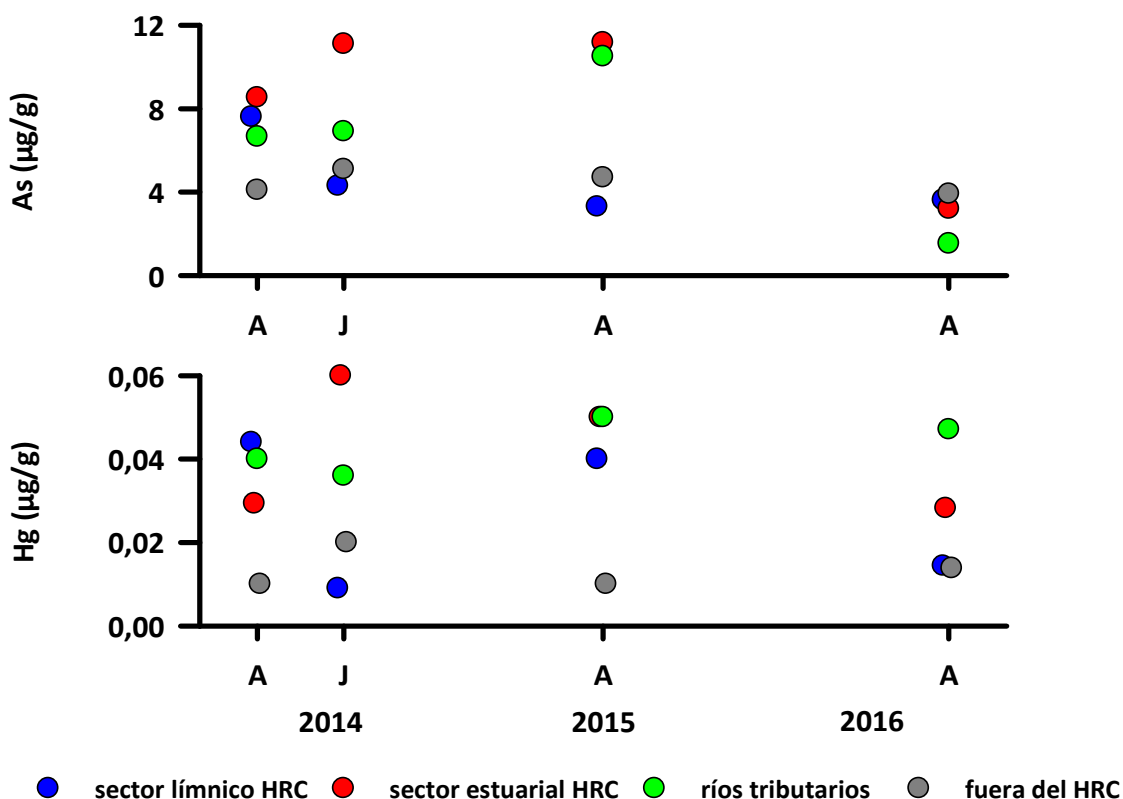 12
8
4
0
As (µg/g)
A J A A
0,06
0,04
0,02
0,00
Hg (µg/g)
A J A A
2014 2015 2016
sector límnico HRC sector estuarial HRC ríos tributarios fuera del HRC